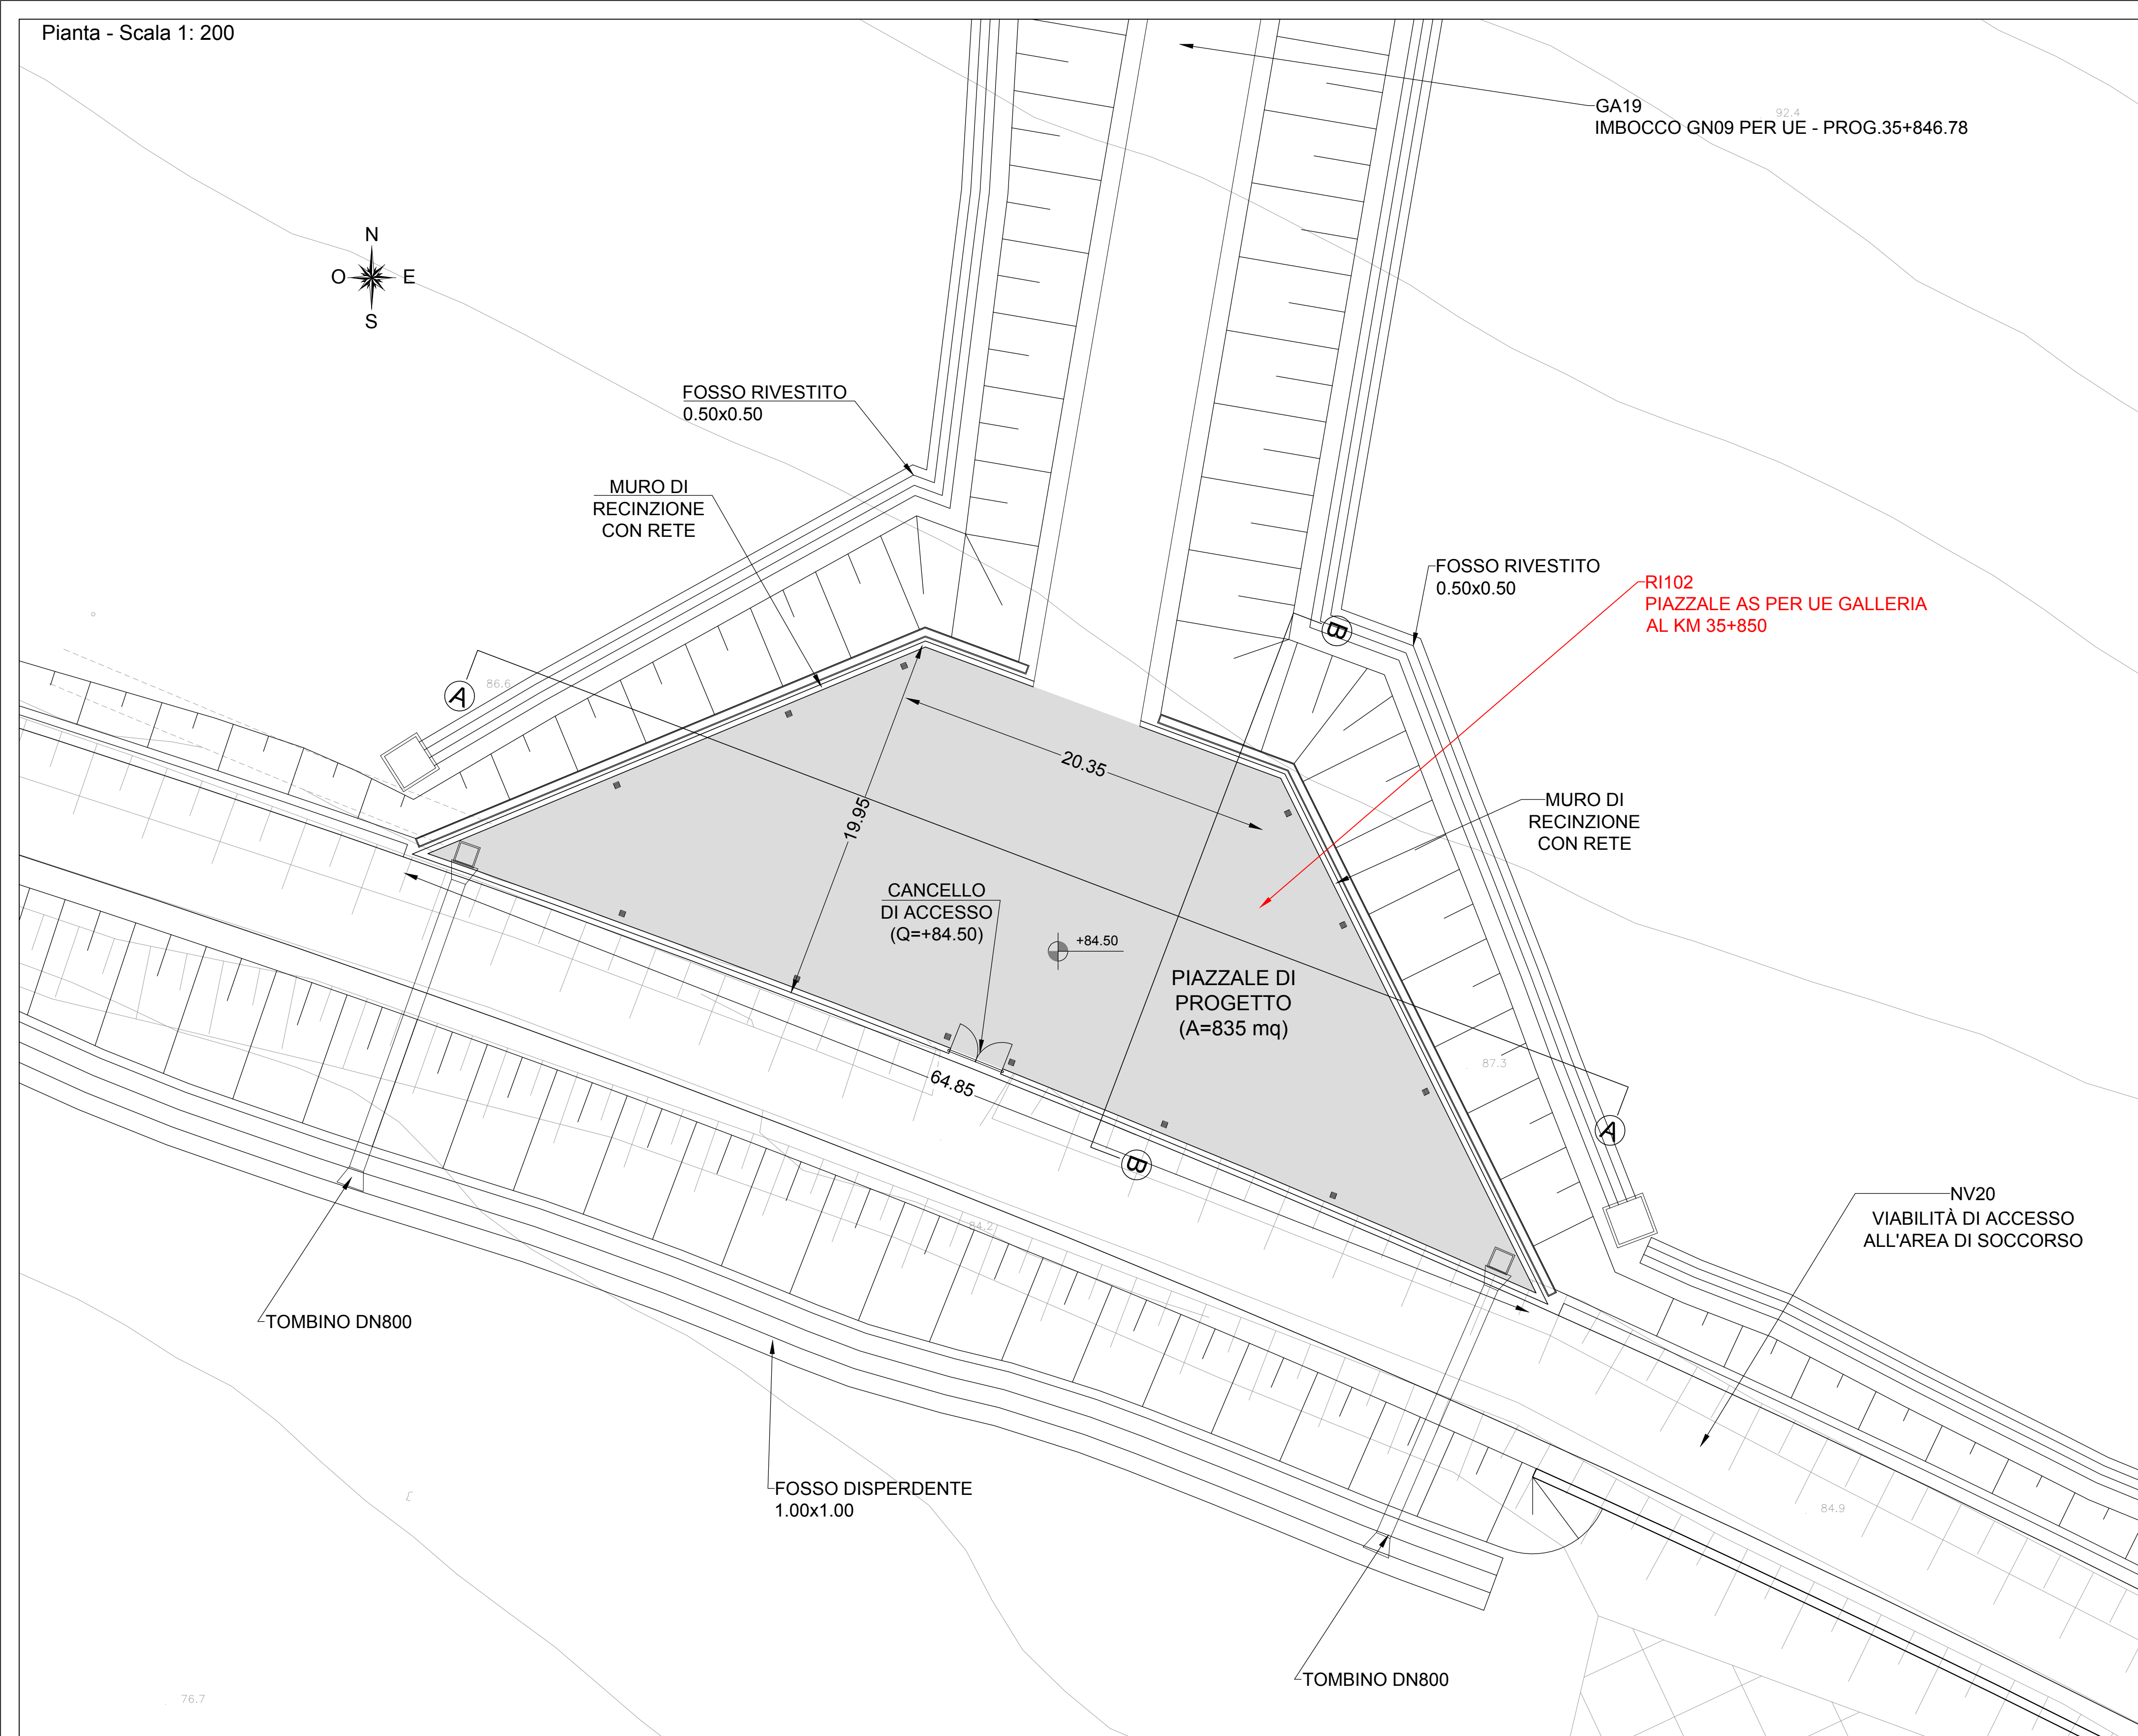 Pianta - Scala 1: 200
GA19
92.4
IMBOCCO GN09 PER UE - PROG.35+846.78
N
O
E
S
FOSSO RIVESTITO
0.50x0.50
MURO DI
RECINZIONE
CON RETE
FOSSO RIVESTITO
0.50x0.50
RI102
PIAZZALE AS PER UE GALLERIA
AL KM 35+850
B
A
86.6
20.35
19.95
MURO DI
RECINZIONE
CON RETE
CANCELLO
DI ACCESSO
(Q=+84.50)
+84.50
PIAZZALE DI
PROGETTO
(A=835 mq)
87.3
64.85
A
B
84.2
NV20
VIABILITÀ DI ACCESSO
ALL'AREA DI SOCCORSO
TOMBINO DN800
FOSSO DISPERDENTE
1.00x1.00
84.9
TOMBINO DN800
76.7